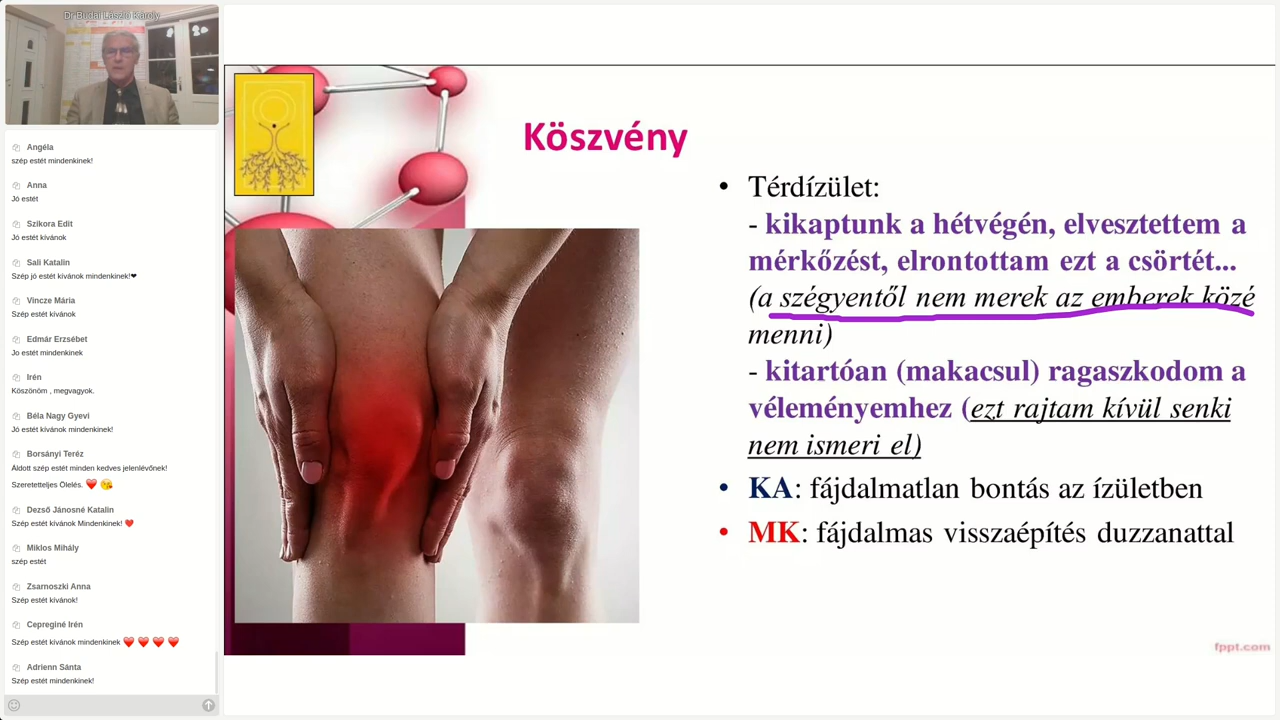 Dr Budai László Károly
Angéla
szép estét mindenkinek!
Anna
Jó estét
Szikora Edit
Jó estét kívánok
Sali Katalin
Szép jó estét kívánok mindenkinek!❤
Vincze Mária
Szép estét kívánok
Edmár Erzsébet
Jo estét mindenkinek
Irén
Köszönöm , megvagyok.
Béla Nagy Gyevi
Jó estét kívánok mindenkinek!
Borsányi Teréz
Áldott szép estét minden kedves jelenlévőnek!
Szeretetteljes Ölelés. ❤️ 😘
Dezső Jánosné Katalin
Szép estét kívánok Mindenkinek! ❤️
Miklos Mihály
szép estét
Zsarnoszki Anna
Szép estét kívánok!
Cepreginé Irén
Szép estét kívánok mindenkinek ❤️ ❤️ ❤️ ❤️
Adrienn Sánta
Szép estét mindenkinek!
Köszvény
• Térdízület:
- kikaptunk a hétvégén, elvesztettem a
mérkőzést, elrontottam ezt a csörtét...
(a szégyentől nem merek az emberek közé
menni)
- kitartóan (makacsul) ragaszkodom a
véleményemhez (ezt rajtam kívül senki
nem ismeri el)
• KA: fájdalmatlan bontás az ízületben
• MK: fájdalmas visszaépítés duzzanattal
fppt.com